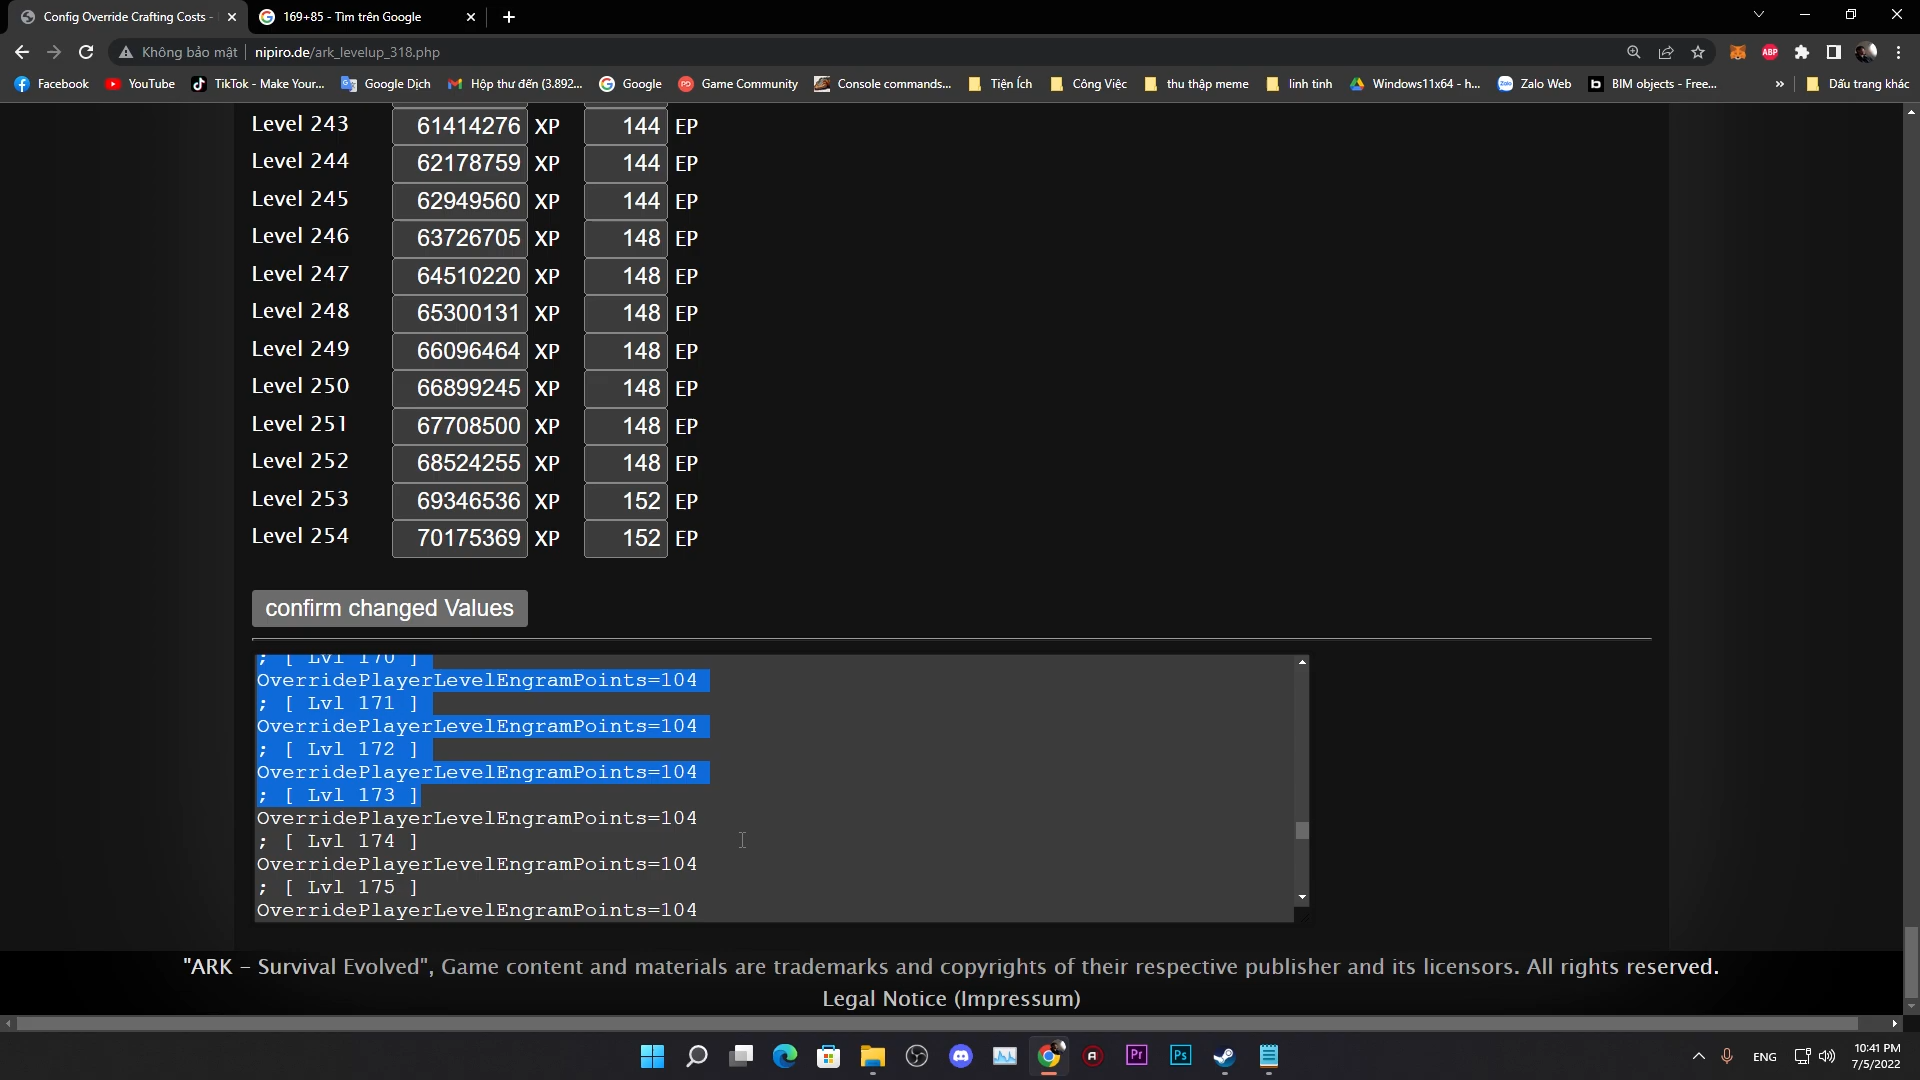 Config Override Crafting Costs -
169+85 - Tìm trên Google
Không bảo mật
nipiro.de/ark_levelup_318.php
ABP
Facebook
YouTube
TikTok - Make Your...
Google Dịch
Hộp thư đến (3.892...
Google
Game Community
Console commands...
Tiện Ích
Công Việc
thu thập meme
linh tinh
Windows11x64 - h...
Zalo Web
BIM objects - Free...
»
Dấu trang khác
Level 243 61414276 XP 144 EP
Level 244 62178759 XP 144 EP
Level 245 62949560 XP 144 EP
Level 246 63726705 XP 148 EP
Level 247 64510220 XP 148 EP
Level 248 65300131 XP 148 EP
Level 249 66096464 XP 148 EP
Level 250 66899245 XP 148 EP
Level 251 67708500 XP 148 EP
Level 252 68524255 XP 148 EP
Level 253 69346536 XP 152 EP
Level 254 70175369 XP 152 EP
confirm changed Values
; [ Lvl 170 ]
OverridePlayerLevelEngramPoints=104
; [ Lvl 171 ]
OverridePlayerLevelEngramPoints=104
; [ Lvl 172 ]
OverridePlayerLevelEngramPoints=104
; [ Lvl 173 ]
OverridePlayerLevelEngramPoints=104
; [ Lvl 174 ]
OverridePlayerLevelEngramPoints=104
; [ Lvl 175 ]
OverridePlayerLevelEngramPoints=104
"ARK – Survival Evolved", Game content and materials are trademarks and copyrights of their respective publisher and its licensors. All rights reserved.
Legal Notice (Impressum)
Pr
Ps
ENG
10:41 PM
7/5/2022